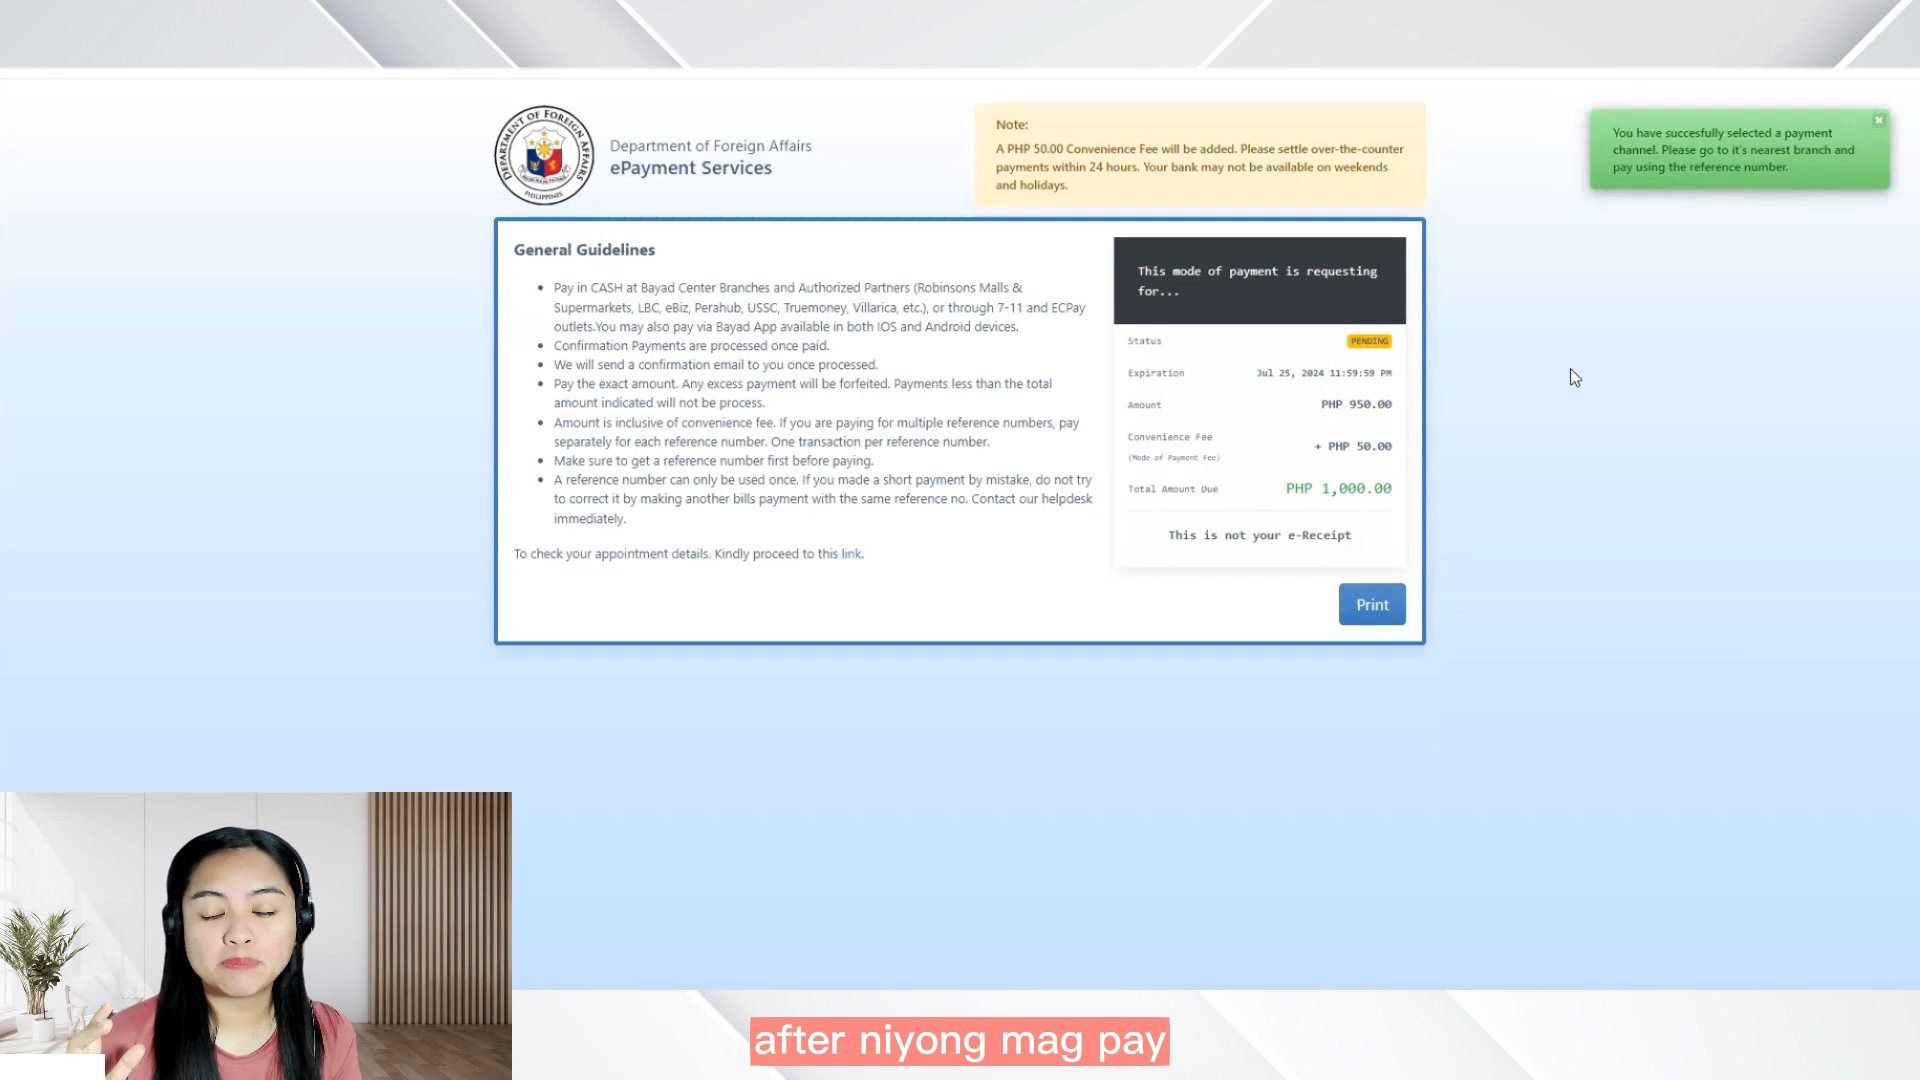 DEPARTMENT OF FOREIGN AFFAIRS
PHILIPPINES
Department of Foreign Affairs
ePayment Services
Note:
A PHP 50.00 Convenience Fee will be added. Please settle over-the-counter
payments within 24 hours. Your bank may not be available on weekends
and holidays.
You have succesfully selected a payment
channel. Please go to it's nearest branch and
pay using the reference number.
General Guidelines
• Pay in CASH at Bayad Center Branches and Authorized Partners (Robinsons Malls &
Supermarkets, LBC, eBiz, Perahub, USSC, Truemoney, Villarica, etc.), or through 7-11 and ECPay
outlets.You may also pay via Bayad App available in both IOS and Android devices.
• Confirmation Payments are processed once paid.
• We will send a confirmation email to you once processed.
• Pay the exact amount. Any excess payment will be forfeited. Payments less than the total
amount indicated will not be process.
• Amount is inclusive of convenience fee. If you are paying for multiple reference numbers, pay
separately for each reference number. One transaction per reference number.
• Make sure to get a reference number first before paying.
• A reference number can only be used once. If you made a short payment by mistake, do not try
to correct it by making another bills payment with the same reference no. Contact our helpdesk
immediately.
To check your appointment details. Kindly proceed to this link.
This mode of payment is requesting
for...
Status PENDING
Expiration Jul 25, 2024 11:59:59 PM
Amount PHP 950.00
Convenience Fee + PHP 50.00
(Mode of Payment Fee)
Total Amount Due PHP 1,000.00
This is not your e-Receipt
Print
after niyong mag pay